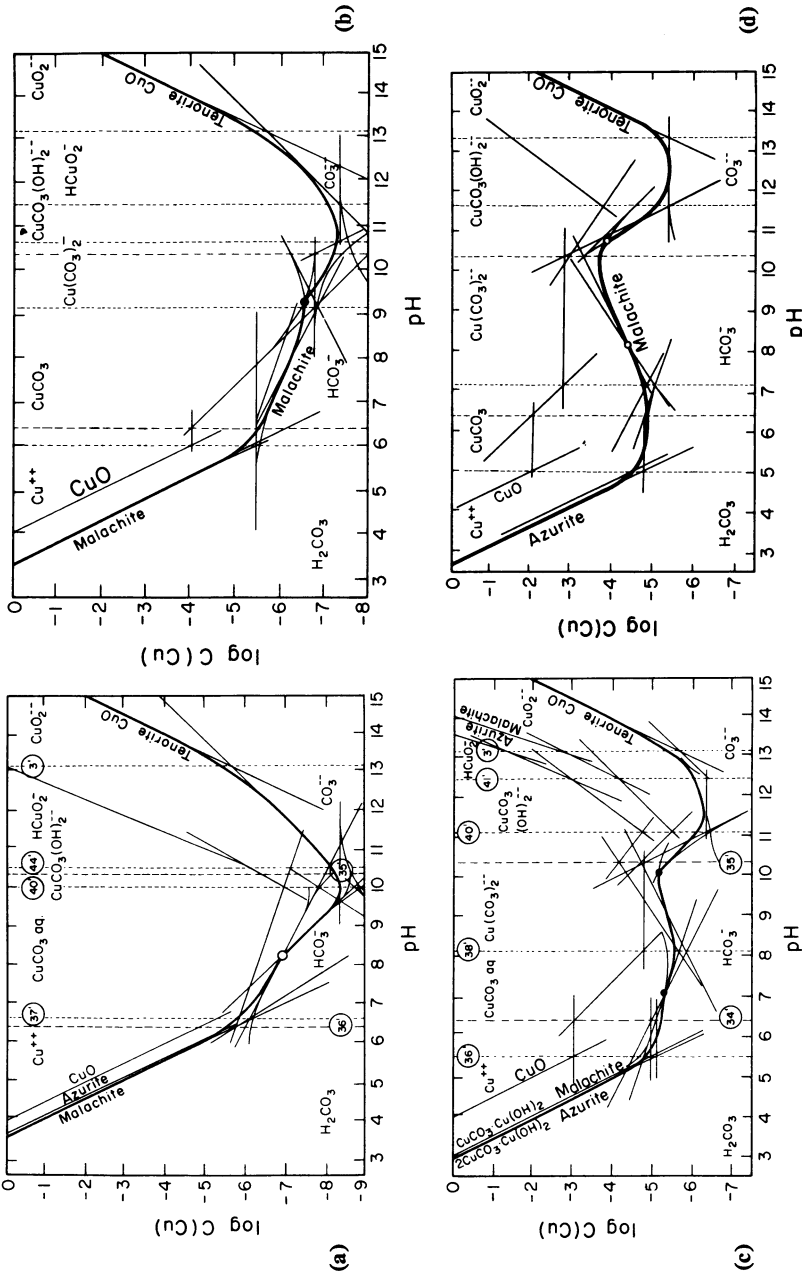 (a)
0
-1
-2
-3
-4
-5
-6
-7
-8
-9
log C(Cu)
3
4
5
6
7
8
9
10
11
12
13
14
15
pH
37'
40'
44'
3'
36'
35'
Cu++
CuCO3 aq.
CuCO3(OH)2--
HCuO2-
CuO2--
CuO
Azurite
Malachite
Tenorite
CuO
H2CO3
HCO3-
CO3--
(b)
0
-1
-2
-3
-4
-5
-6
-7
-8
log C(Cu)
3
4
5
6
7
8
9
10
11
12
13
14
15
pH
Cu++
CuCO3
Cu(CO3)2-
CuCO3(OH)2--
HCuO2-
CuO2--
CuO
Malachite
Malachite
Tenorite
CuO
H2CO3
HCO3-
CO3--
(c)
0
-1
-2
-3
-4
-5
-6
-7
log C(Cu)
3
4
5
6
7
8
9
10
11
12
13
14
15
pH
36'
38'
40'
41'
3'
34'
35'
Cu++
CuCO3 aq
Cu(CO3)2--
CuCO3
(OH)2--
HCuO2-
CuO2--
CuCO3·Cu(OH)2
2CuCO3·Cu(OH)2
Malachite
Azurite
CuO
Azurite
Malachite
Tenorite
CuO
H2CO3
HCO3-
CO3--
(d)
0
-1
-2
-3
-4
-5
-6
-7
log C(Cu)
3
4
5
6
7
8
9
10
11
12
13
14
15
pH
Cu++
CuCO3
Cu(CO3)2-
CuCO3(OH)2--
CuO2--
CuO
Azurite
Malachite
Tenorite
CuO
H2CO3
HCO3-
CO3--